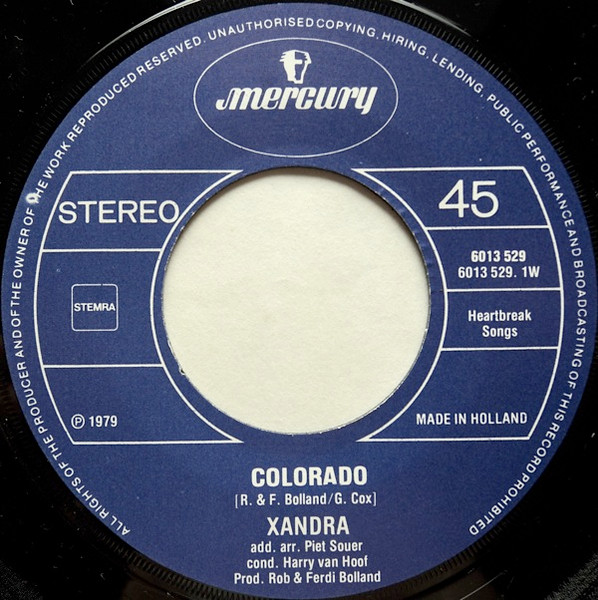 ALL RIGHTS OF THE PRODUCER AND OF THE OWNER OF THE WORK REPRODUCED RESERVED. UNAUTHORISED COPYING, HIRING, LENDING, PUBLIC PERFORMANCE AND BROADCASTING OF THIS RECORD PROHIBITED
mercury
STEREO
45
6013 529
6013 529. 1W
STEMRA
Heartbreak
Songs
Ⓟ 1979
MADE IN HOLLAND
COLORADO
[R. & F. Bolland/G. Cox]
XANDRA
add. arr. Piet Souer
cond. Harry van Hoof
Prod. Rob & Ferdi Bolland